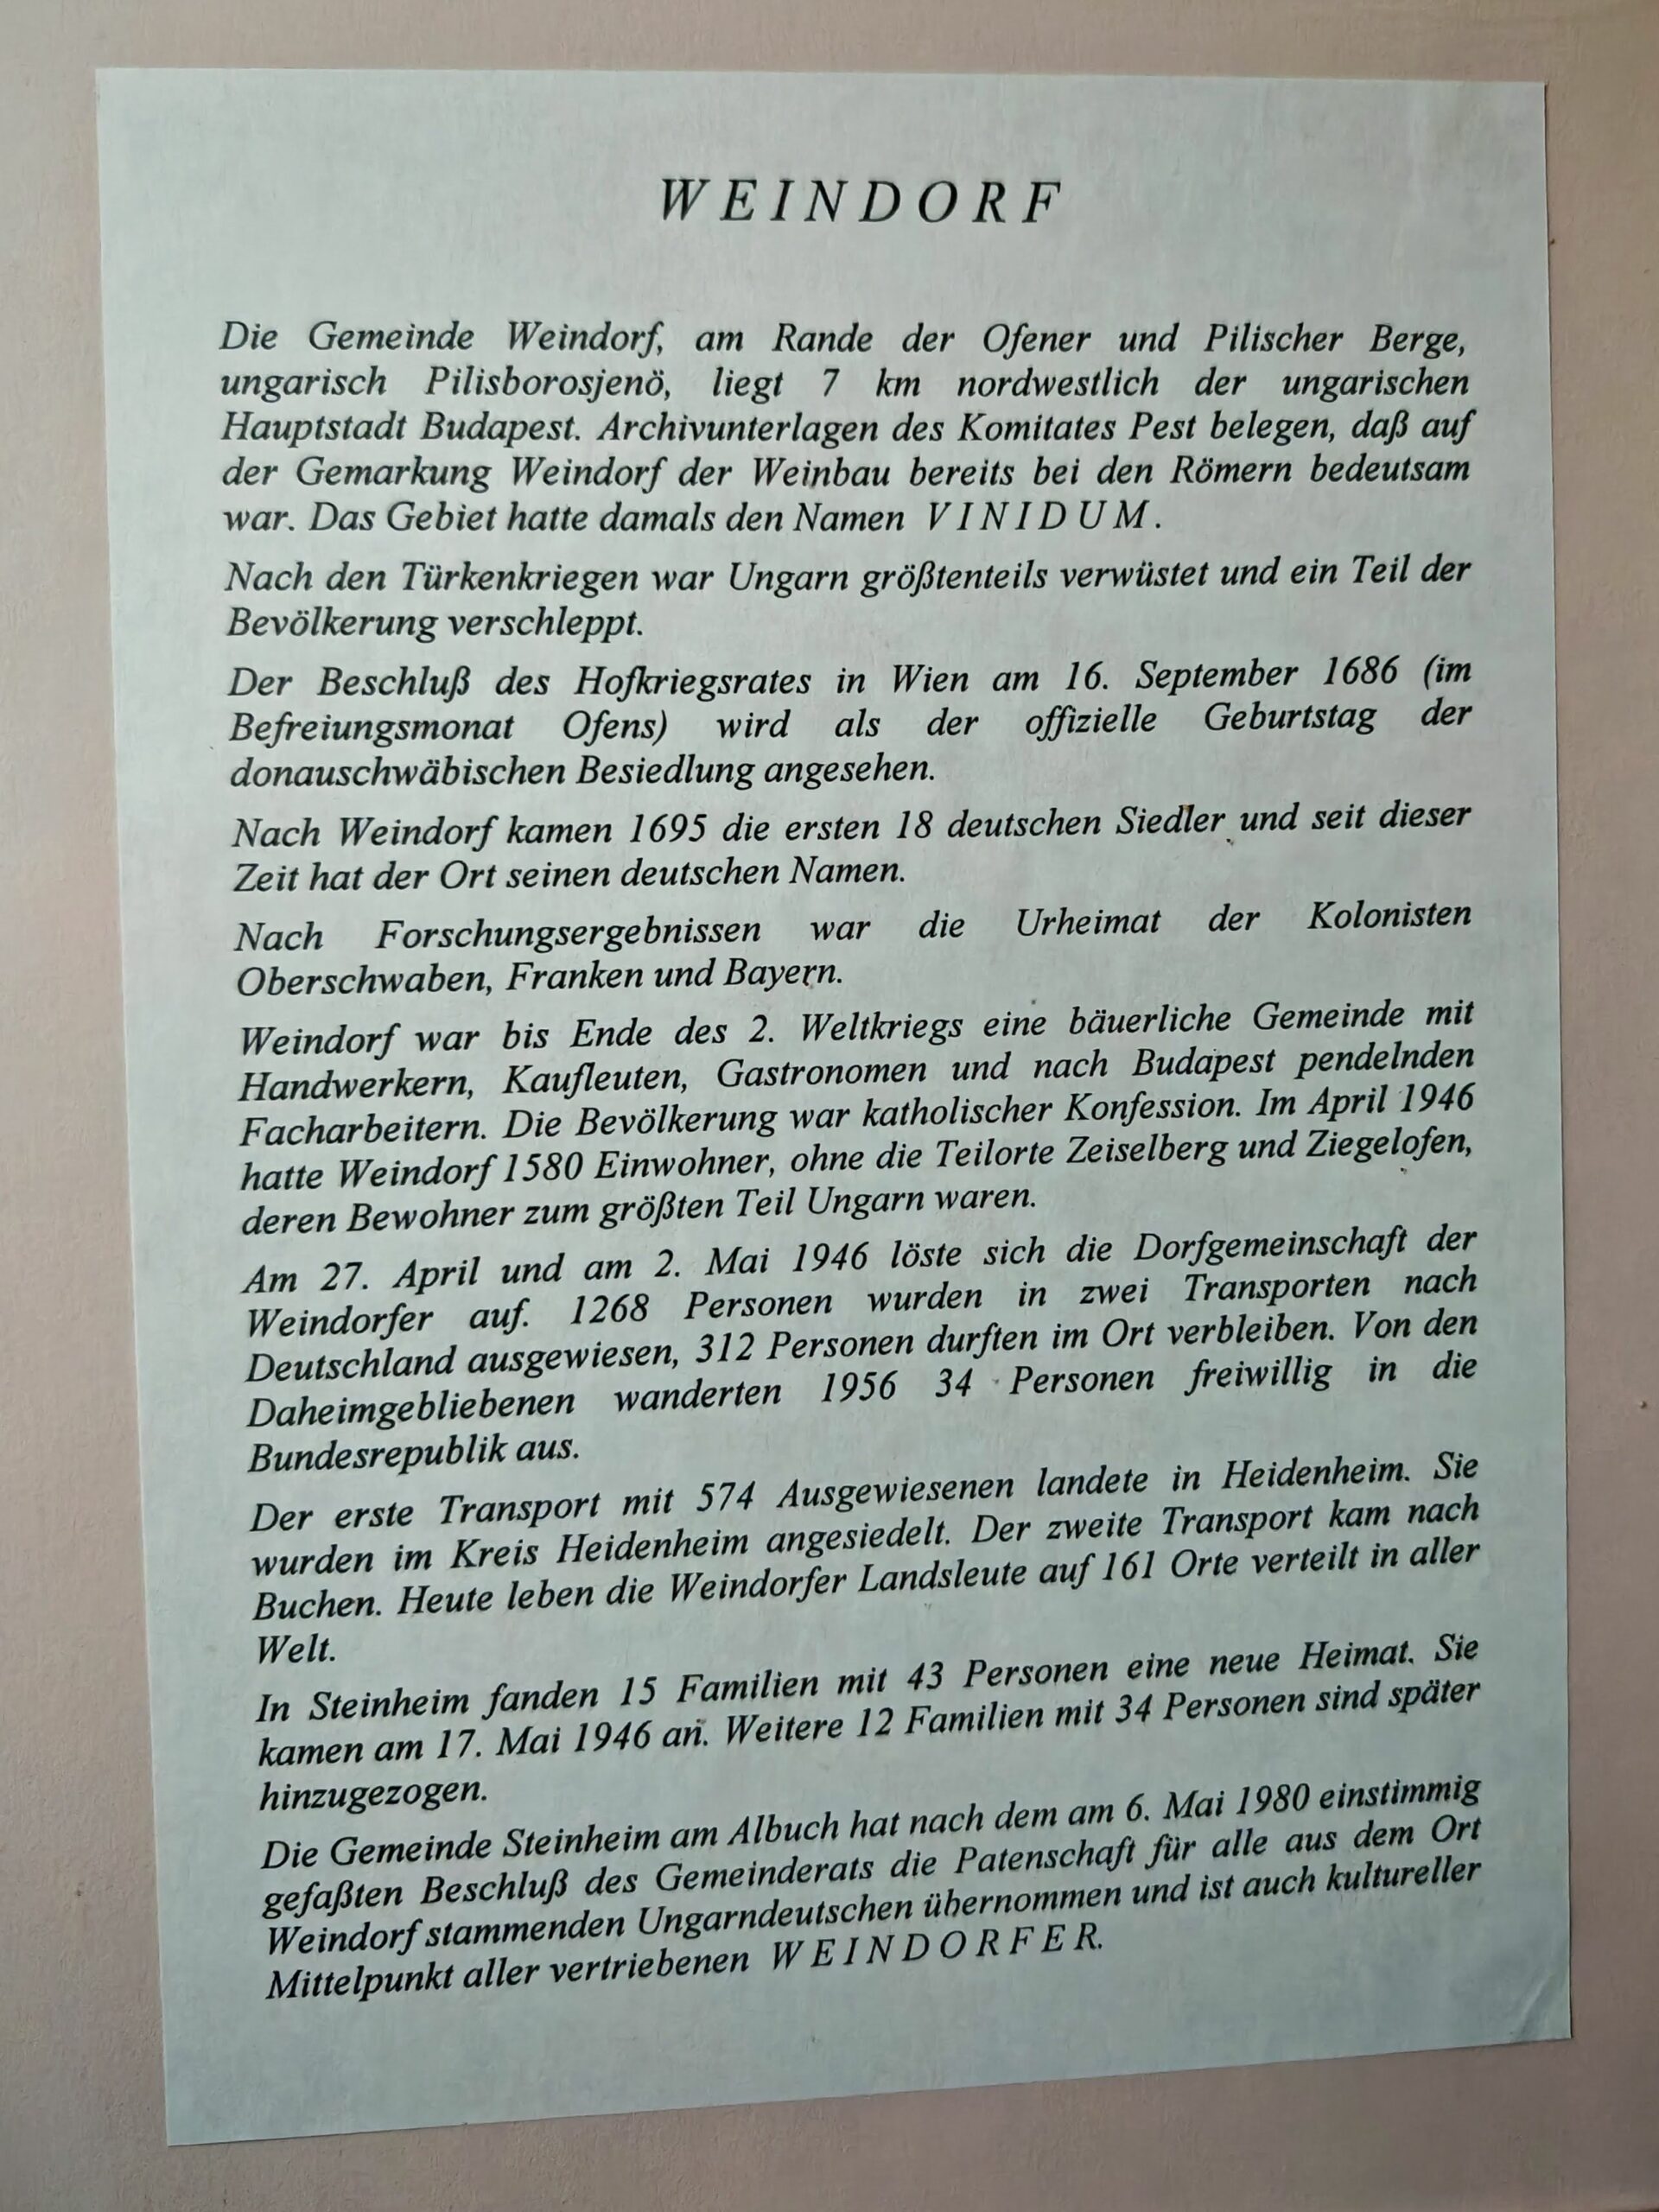 WEINDORF
Die Gemeinde Weindorf, am Rande der Ofener und Pilischer Berge,
ungarisch Pilisborosjenö, liegt 7 km nordwestlich der ungarischen
Hauptstadt Budapest. Archivunterlagen des Komitates Pest belegen, daß auf
der Gemarkung Weindorf der Weinbau bereits bei den Römern bedeutsam
war. Das Gebiet hatte damals den Namen VINIDUM.
Nach den Türkenkriegen war Ungarn größtenteils verwüstet und ein Teil der
Bevölkerung verschleppt.
Der Beschluß des Hofkriegsrates in Wien am 16. September 1686 (im
Befreiungsmonat Ofens) wird als der offizielle Geburtstag der
donauschwäbischen Besiedlung angesehen.
Nach Weindorf kamen 1695 die ersten 18 deutschen Siedler und seit dieser
Zeit hat der Ort seinen deutschen Namen.
Nach Forschungsergebnissen war die Urheimat der Kolonisten
Oberschwaben, Franken und Bayern.
Weindorf war bis Ende des 2. Weltkriegs eine bäuerliche Gemeinde mit
Handwerkern, Kaufleuten, Gastronomen und nach Budapest pendelnden
Facharbeitern. Die Bevölkerung war katholischer Konfession. Im April 1946
hatte Weindorf 1580 Einwohner, ohne die Teilorte Zeiselberg und Ziegelofen,
deren Bewohner zum größten Teil Ungarn waren.
Am 27. April und am 2. Mai 1946 löste sich die Dorfgemeinschaft der
Weindorfer auf. 1268 Personen wurden in zwei Transporten nach
Deutschland ausgewiesen, 312 Personen durften im Ort verbleiben. Von den
Daheimgebliebenen wanderten 1956 34 Personen freiwillig in die
Bundesrepublik aus.
Der erste Transport mit 574 Ausgewiesenen landete in Heidenheim. Sie
wurden im Kreis Heidenheim angesiedelt. Der zweite Transport kam nach
Buchen. Heute leben die Weindorfer Landsleute auf 161 Orte verteilt in aller
Welt.
In Steinheim fanden 15 Familien mit 43 Personen eine neue Heimat. Sie
kamen am 17. Mai 1946 an. Weitere 12 Familien mit 34 Personen sind später
hinzugezogen.
Die Gemeinde Steinheim am Albuch hat nach dem am 6. Mai 1980 einstimmig
gefaßten Beschluß des Gemeinderats die Patenschaft für alle aus dem Ort
Weindorf stammenden Ungarndeutschen übernommen und ist auch kultureller
Mittelpunkt aller vertriebenen WEINDORFER.